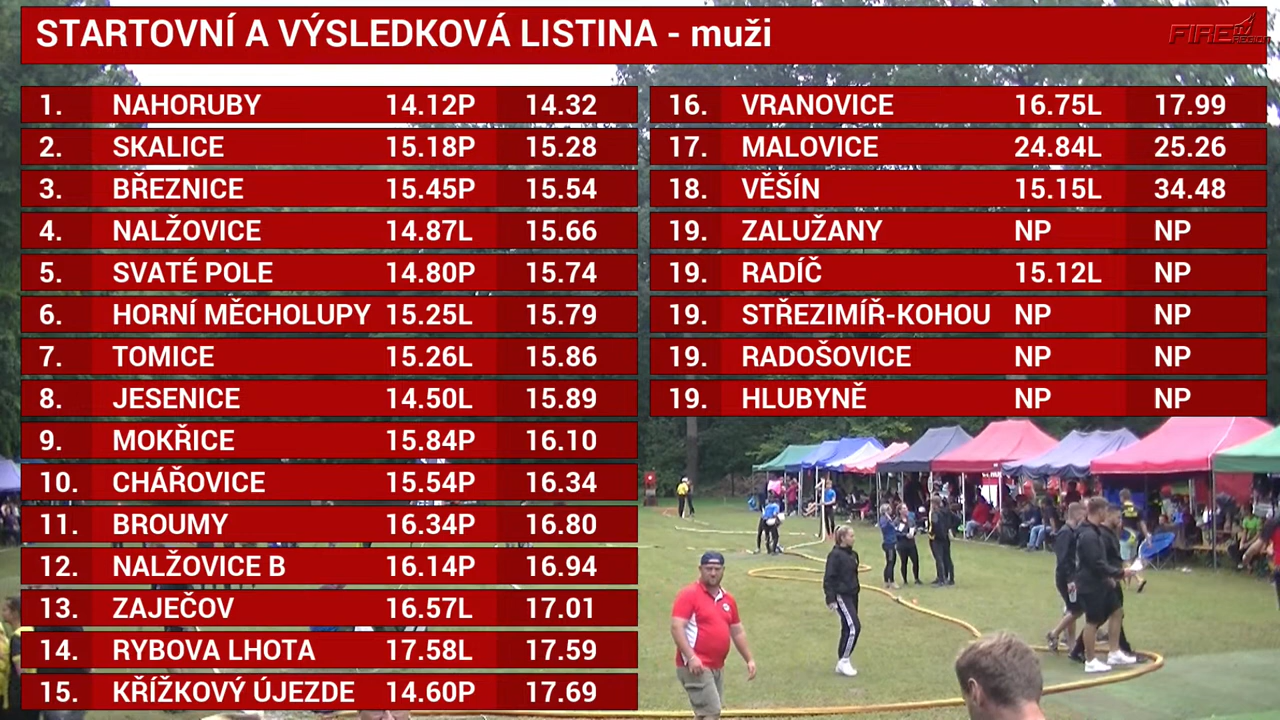 STARTOVNÍ A VÝSLEDKOVÁ LISTINA - muži
FIRE TV REGION
1. NAHORUBY 14.12P 14.32
2. SKALICE 15.18P 15.28
3. BŘEZNICE 15.45P 15.54
4. NALŽOVICE 14.87L 15.66
5. SVATÉ POLE 14.80P 15.74
6. HORNÍ MĚCHOLUPY 15.25L 15.79
7. TOMICE 15.26L 15.86
8. JESENICE 14.50L 15.89
9. MOKŘICE 15.84P 16.10
10. CHÁŘOVICE 15.54P 16.34
11. BROUMY 16.34P 16.80
12. NALŽOVICE B 16.14P 16.94
13. ZAJEČOV 16.57L 17.01
14. RYBOVA LHOTA 17.58L 17.59
15. KŘÍŽKOVÝ ÚJEZDE 14.60P 17.69
16. VRANOVICE 16.75L 17.99
17. MALOVICE 24.84L 25.26
18. VĚŠÍN 15.15L 34.48
19. ZALUŽANY NP NP
19. RADÍČ 15.12L NP
19. STŘEZIMÍŘ-KOHOU NP NP
19. RADOŠOVICE NP NP
19. HLUBYNĚ NP NP